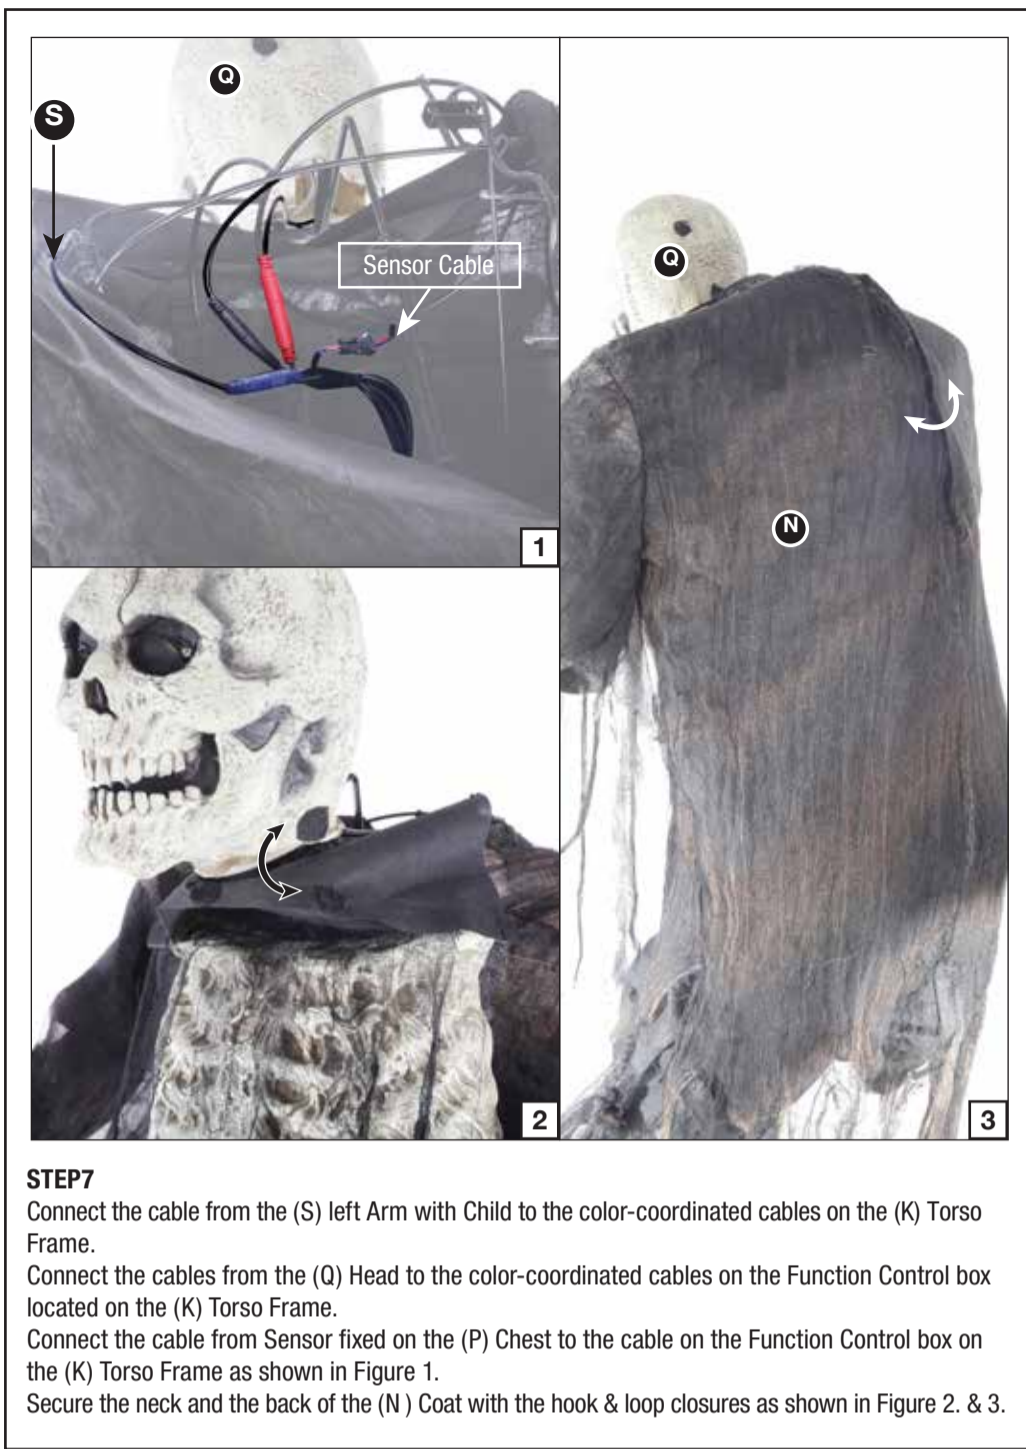 Q
S
Sensor Cable
1
Q
N
2
3
STEP7
Connect the cable from the (S) left Arm with Child to the color-coordinated cables on the (K) Torso
Frame.
Connect the cables from the (Q) Head to the color-coordinated cables on the Function Control box
located on the (K) Torso Frame.
Connect the cable from Sensor fixed on the (P) Chest to the cable on the Function Control box on
the (K) Torso Frame as shown in Figure 1.
Secure the neck and the back of the (N ) Coat with the hook & loop closures as shown in Figure 2. & 3.